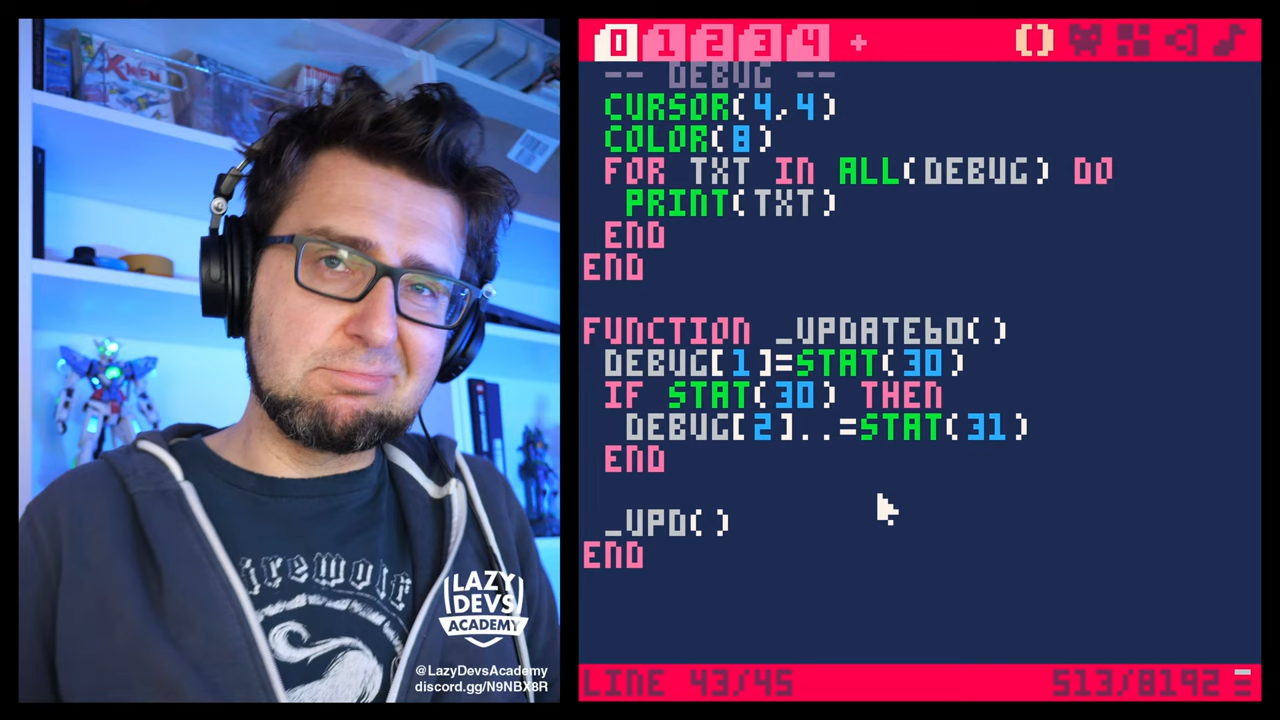 X-MEN
LAZY
DEVS
ACADEMY
@LazyDevsAcademy
discord.gg/N9NBX8R
0 1 2 3 4 +
-- DEBUG --
CURSOR(4,4)
COLOR(8)
FOR TXT IN ALL(DEBUG) DO
PRINT(TXT)
END
END
FUNCTION _UPDATE60()
DEBUG[1]=STAT(30)
IF STAT(30) THEN
DEBUG[2]..=STAT(31)
END
_UPD()
END
LINE 43/45
513/8192